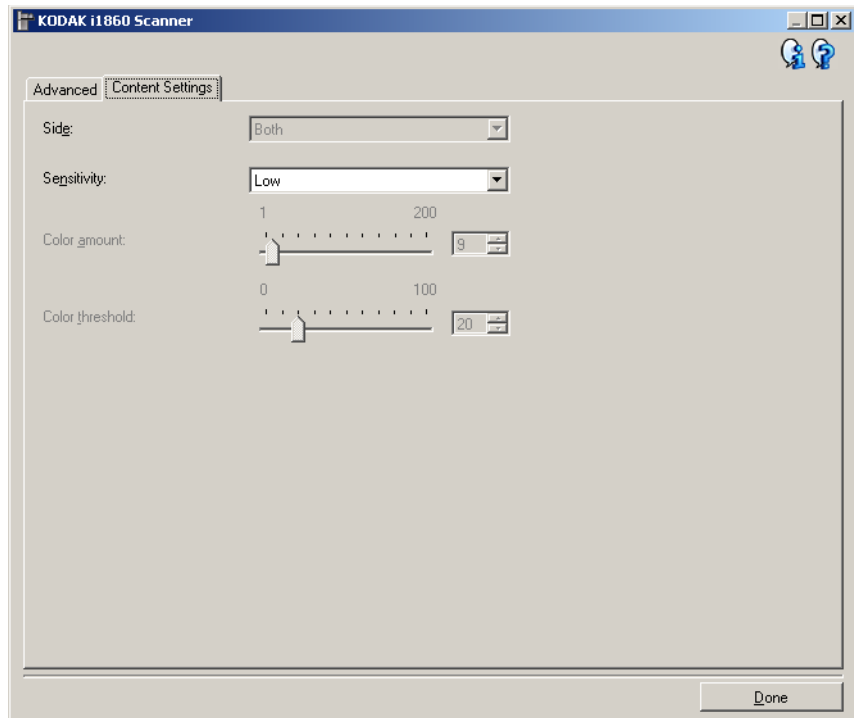 KODAK i1860 Scanner
Advanced
Content Settings
Side: Both
Sensitivity: Low
1 200
Color amount: 9
0 100
Color threshold: 20
Done